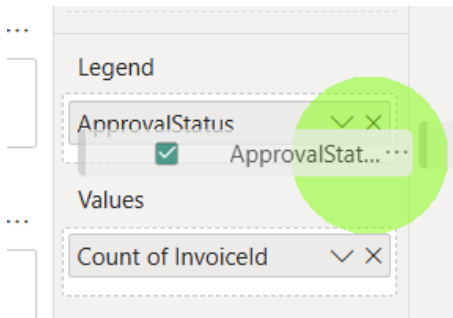 Legend
ApprovalStatus
ApprovalStat...
Values
Count of InvoiceId